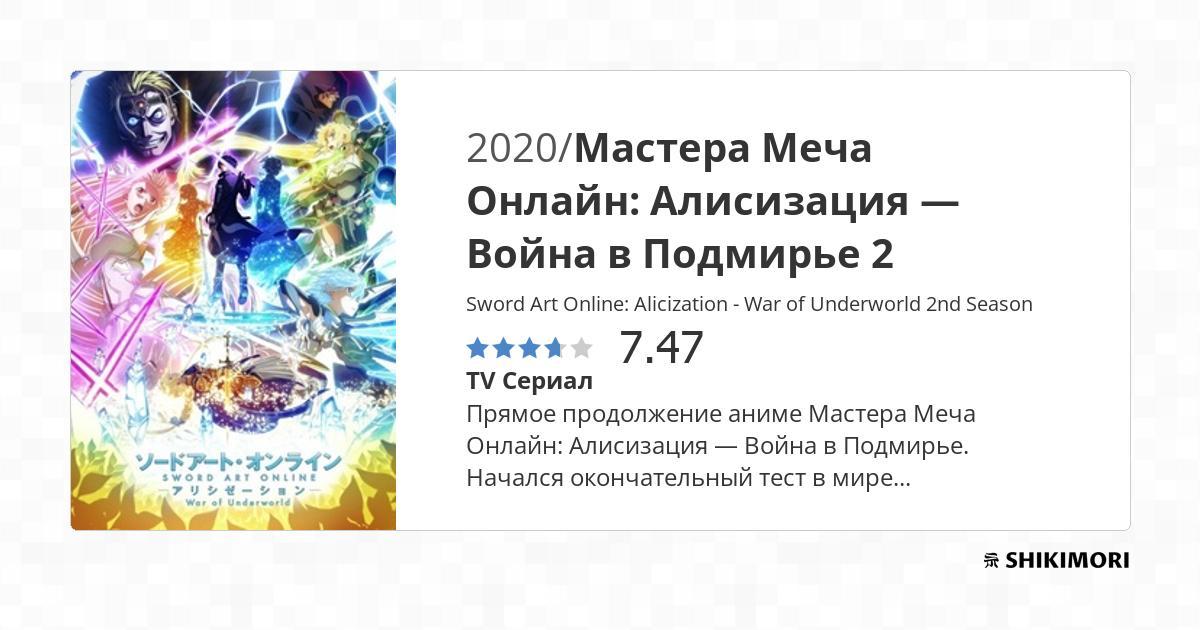 2020/Мастера Меча
Онлайн: Алисизация —
Война в Подмирье 2
Sword Art Online: Alicization - War of Underworld 2nd Season
7.47
TV Сериал
Прямое продолжение аниме Мастера Меча
Онлайн: Алисизация — Война в Подмирье.
Начался окончательный тест в мире...
ソードアート・オンライン
SWORD ART ONLINE
アリシゼーション
War of Underworld
SHIKIMORI